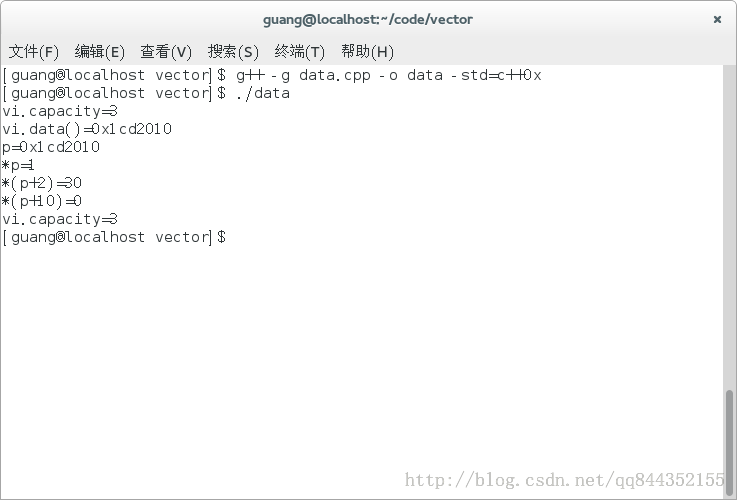 guang@localhost:~/code/vector ×
文件(F) 编辑(E) 查看(V) 搜索(S) 终端(T) 帮助(H)
[guang@localhost vector]$ g++ -g data.cpp -o data -std=c++0x
[guang@localhost vector]$ ./data
vi.capacity=3
vi.data()=0x1cd2010
p=0x1cd2010
*p=1
*(p+2)=30
*(p+10)=0
vi.capacity=3
[guang@localhost vector]$
http://blog.csdn.net/qq844352155